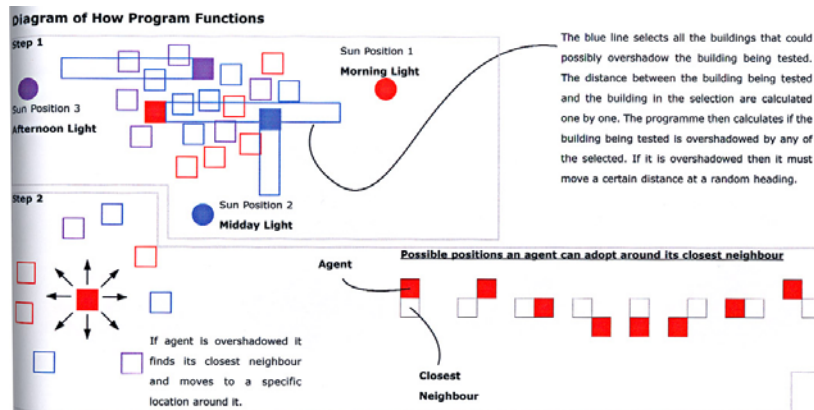 Diagram of How Program Functions
Step 1
Sun Position 1
Morning Light
Sun Position 3
Afternoon Light
Sun Position 2
Midday Light
The blue line selects all the buildings that could
possibly overshadow the building being tested.
The distance between the building being tested
and the building in the selection are calculated
one by one. The programme then calculates if the
building being tested is overshadowed by any of
the selected. If it is overshadowed then it must
move a certain distance at a random heading.
Step 2
If agent is overshadowed it
finds its closest neighbour
and moves to a specific
location around it.
Possible positions an agent can adopt around its closest neighbour
Agent
Closest
Neighbour